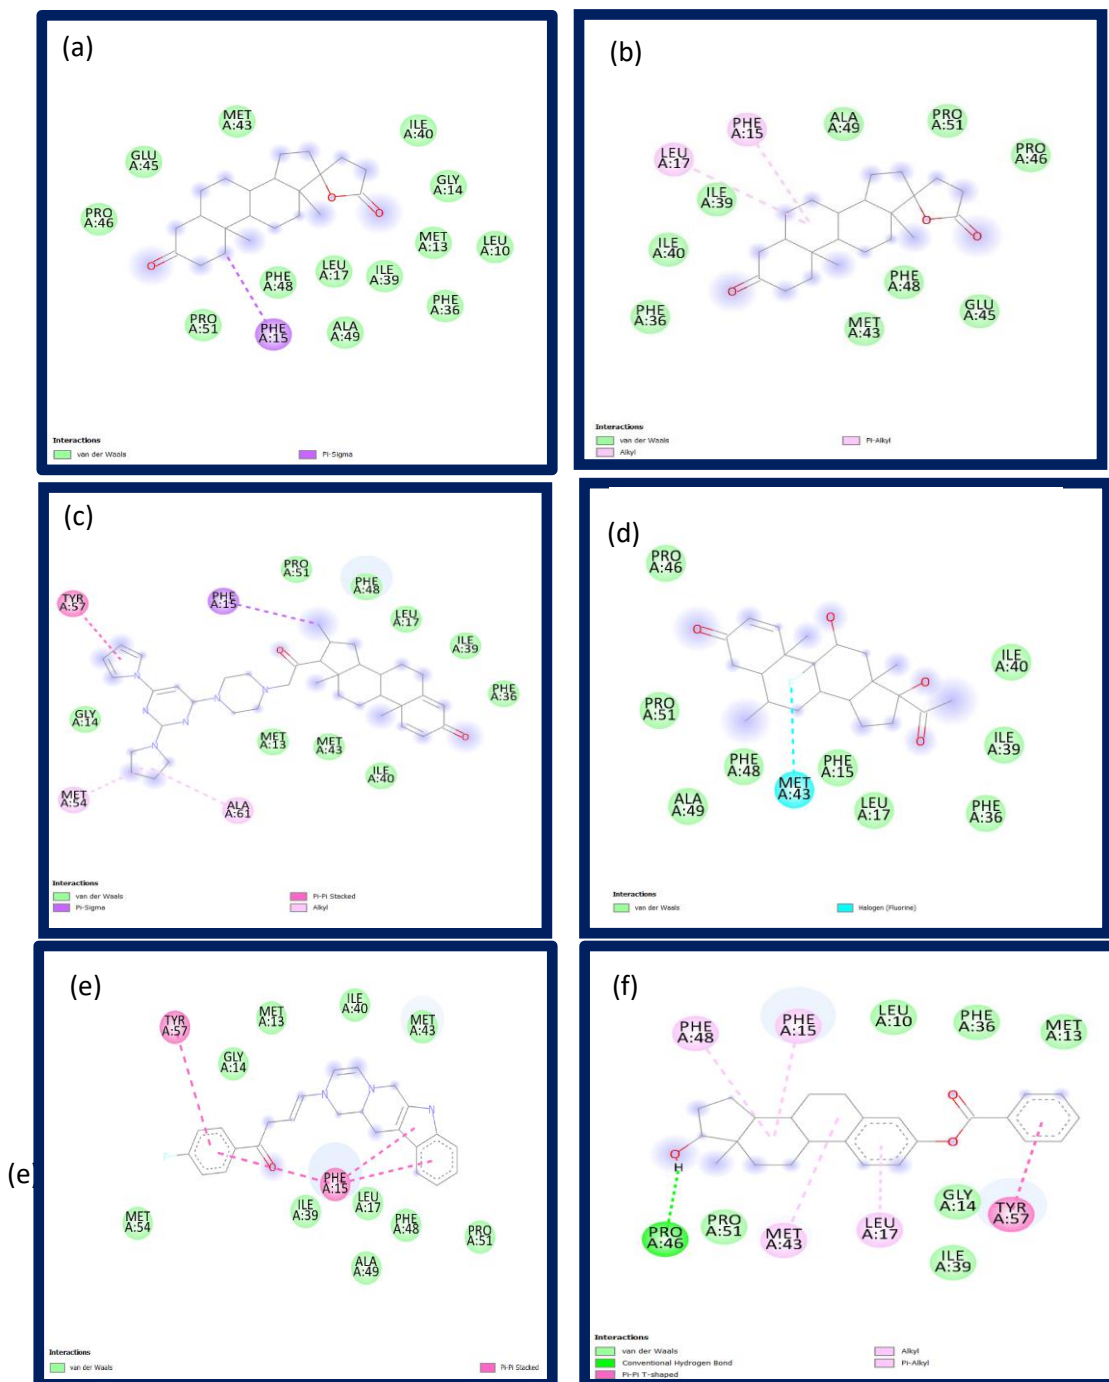 (a)
MET
A:43
ILE
A:40
GLU
A:45
GLY
A:14
PRO
A:46
MET
A:13
LEU
A:10
O
O
O
PHE
A:48
LEU
A:17
ILE
A:39
PHE
A:36
PRO
A:51
PHE
A:15
ALA
A:49
Interactions
van der Waals
Pi-Sigma
(b)
PHE
A:15
ALA
A:49
PRO
A:51
LEU
A:17
PRO
A:46
ILE
A:39
O
O
O
ILE
A:40
PHE
A:48
PHE
A:36
MET
A:43
GLU
A:45
Interactions
van der Waals
Alkyl
Pi-Alkyl
(c)
PRO
A:51
PHE
A:48
TYR
A:57
PHE
A:15
LEU
A:17
ILE
A:39
O
N
N
N
N
N
N
O
PHE
A:36
GLY
A:14
MET
A:13
MET
A:43
ILE
A:40
MET
A:54
ALA
A:61
Interactions
van der Waals
Pi-Sigma
Pi-Pi Stacked
Alkyl
(d)
PRO
A:46
O
O
F
O
O
ILE
A:40
PRO
A:51
ILE
A:39
PHE
A:48
PHE
A:15
MET
A:43
ALA
A:49
LEU
A:17
PHE
A:36
Interactions
van der Waals
Halogen (Fluorine)
(e)
ILE
A:40
MET
A:13
MET
A:43
TYR
A:57
GLY
A:14
N
N
N
F
O
(e)
PHE
A:15
LEU
A:17
ILE
A:39
PHE
A:48
MET
A:54
PRO
A:51
ALA
A:49
Interactions
van der Waals
Pi-Pi Stacked
(f)
PHE
A:48
PHE
A:15
LEU
A:10
PHE
A:36
MET
A:13
O
O
O
H
GLY
A:14
TYR
A:57
PRO
A:46
PRO
A:51
MET
A:43
LEU
A:17
ILE
A:39
Interactions
van der Waals
Conventional Hydrogen Bond
Pi-Pi T-shaped
Alkyl
Pi-Alkyl